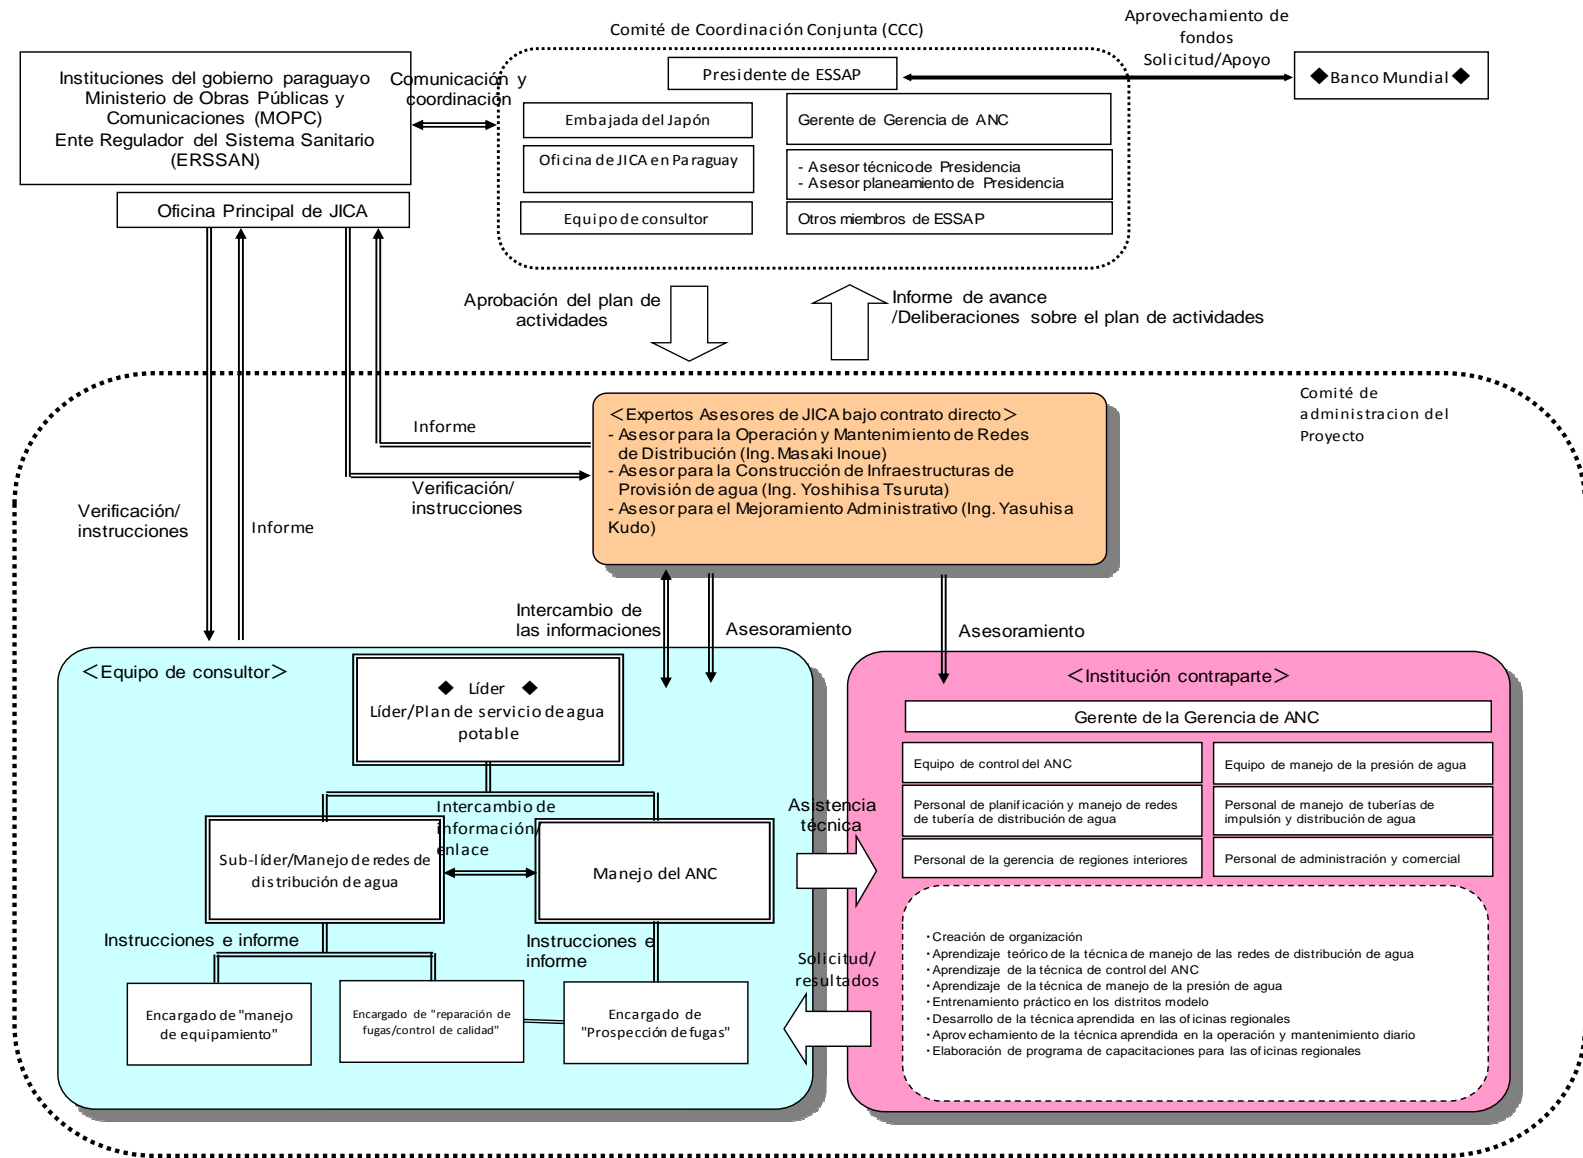 Comité de Coordinación Conjunta (CCC)
Aprovechamiento de
fondos
Solicitud/Apoyo
Instituciones del gobierno paraguayo
Ministerio de Obras Públicas y
Comunicaciones (MOPC)
Ente Regulador del Sistema Sanitario
(ERSSAN)
Comunicación y
coordinación
Presidente de ESSAP
◆Banco Mundial◆
Embajada del Japón
Gerente de Gerencia de ANC
Oficina de JICA en Paraguay
- Asesor técnico de Presidencia
- Asesor planeamiento de Presidencia
Equipo de consultor
Otros miembros de ESSAP
Oficina Principal de JICA
Aprobación del plan de
actividades
Informe de avance
/Deliberaciones sobre el plan de actividades
Comité de
administracion del
Proyecto
<Expertos Asesores de JICA bajo contrato directo>
- Asesor para la Operación y Mantenimiento de Redes
de Distribución (Ing. Masaki Inoue)
- Asesor para la Construcción de Infraestructuras de
Provisión de agua (Ing. Yoshihisa Tsuruta)
- Asesor para el Mejoramiento Administrativo (Ing. Yasuhisa
Kudo)
Informe
Verificación/
instrucciones
Verificación/
instrucciones
Informe
Intercambio de
las informaciones
Asesoramiento
Asesoramiento
<Equipo de consultor>
◆ Líder ◆
Líder/Plan de servicio de agua
potable
Intercambio de
información/
enlace
Sub-líder/Manejo de redes de
distribución de agua
Manejo del ANC
Instrucciones e informe
Instrucciones e
informe
Encargado de "manejo
de equipamiento"
Encargado de "reparación de
fugas/control de calidad"
Encargado de
"Prospección de fugas"
Asistencia
técnica
Solicitud/
resultados
<Institución contraparte>
Gerente de la Gerencia de ANC
Equipo de control del ANC
Equipo de manejo de la presión de agua
Personal de planificación y manejo de redes
de tubería de distribución de agua
Personal de manejo de tuberías de
impulsión y distribución de agua
Personal de la gerencia de regiones interiores
Personal de administración y comercial
・Creación de organización
・Aprendizaje teórico de la técnica de manejo de las redes de distribución de agua
・Aprendizaje de la técnica de control del ANC
・Aprendizaje de la técnica de manejo de la presión de agua
・Entrenamiento práctico en los distritos modelo
・Desarrollo de la técnica aprendida en las oficinas regionales
・Aprovechamiento de la técnica aprendida en la operación y mantenimiento diario
・Elaboración de programa de capacitaciones para las oficinas regionales